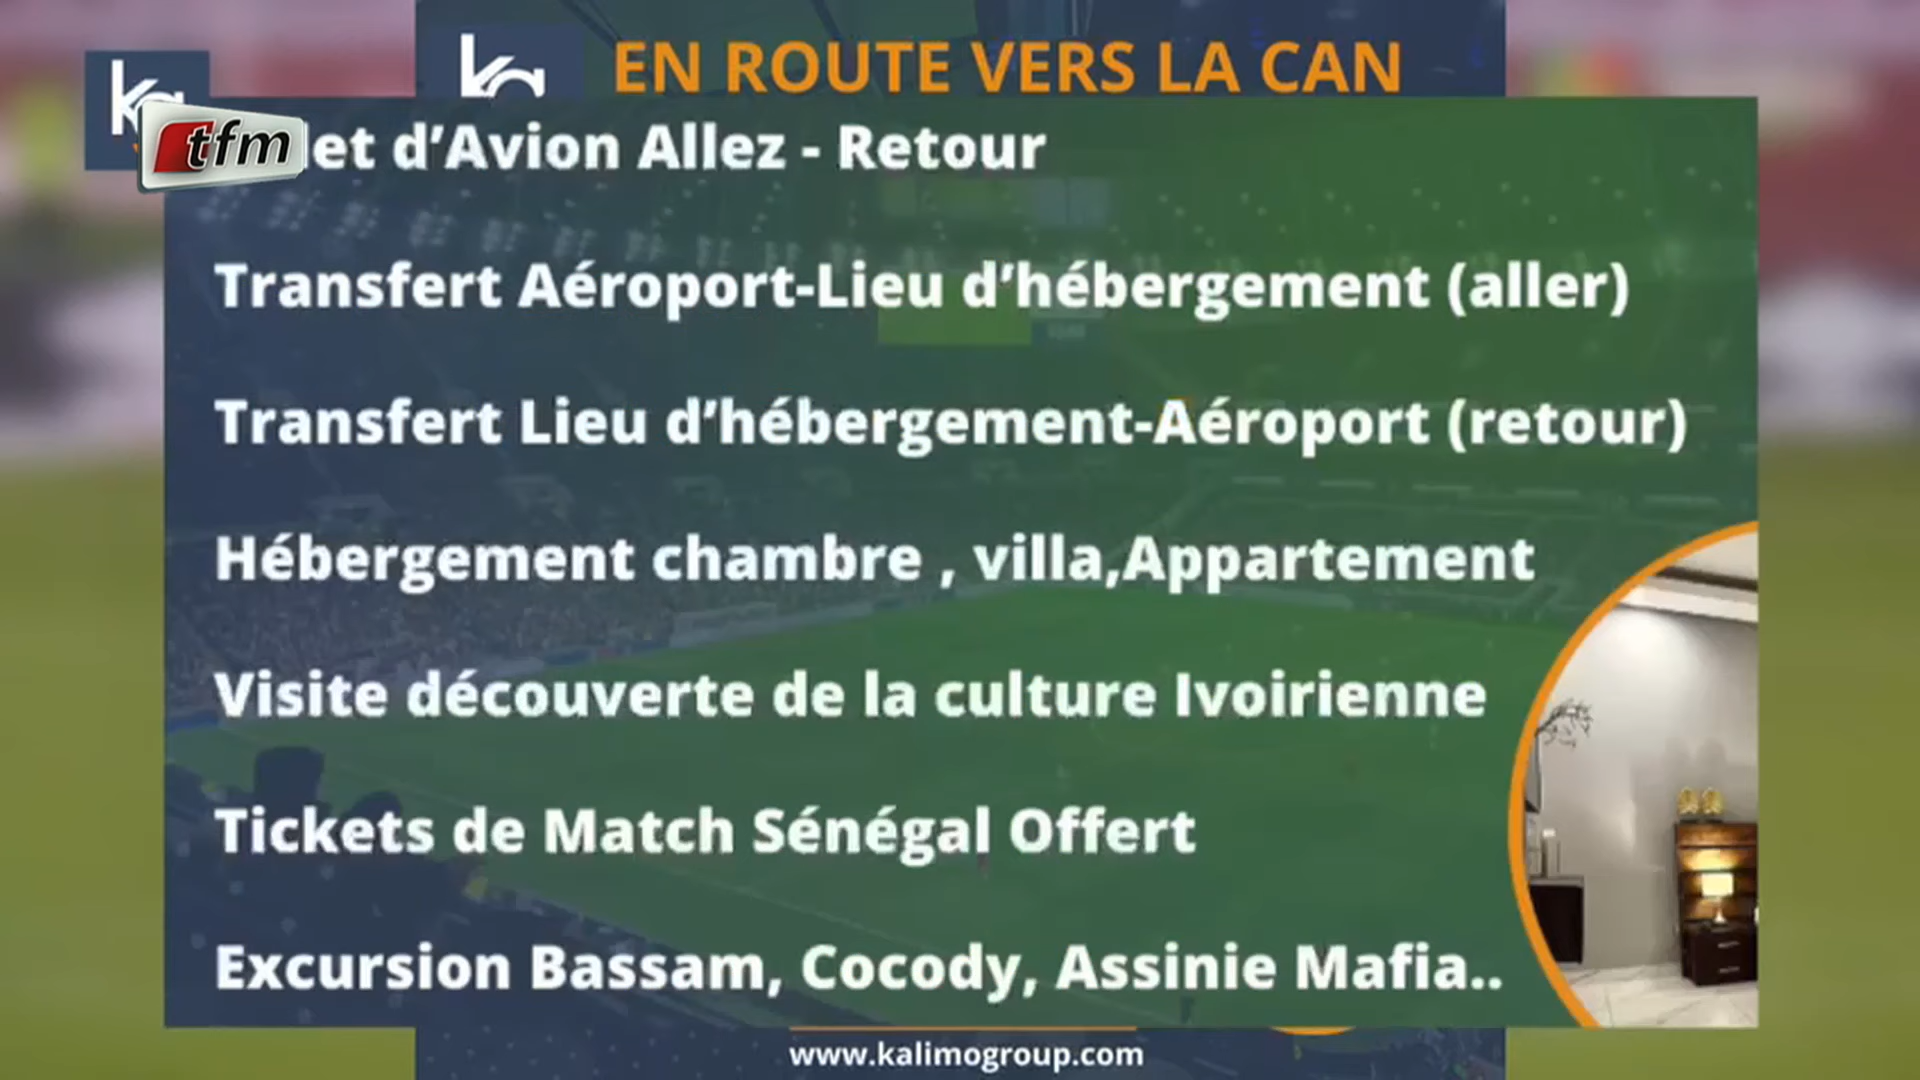 EN ROUTE VERS LA CAN
tfm
d’Avion Allez - Retour
Transfert Aéroport-Lieu d’hébergement (aller)
Transfert Lieu d’hébergement-Aéroport (retour)
Hébergement chambre , villa,Appartement
Visite découverte de la culture Ivoirienne
Tickets de Match Sénégal Offert
Excursion Bassam, Cocody, Assinie Mafia..
www.kalimogroup.com